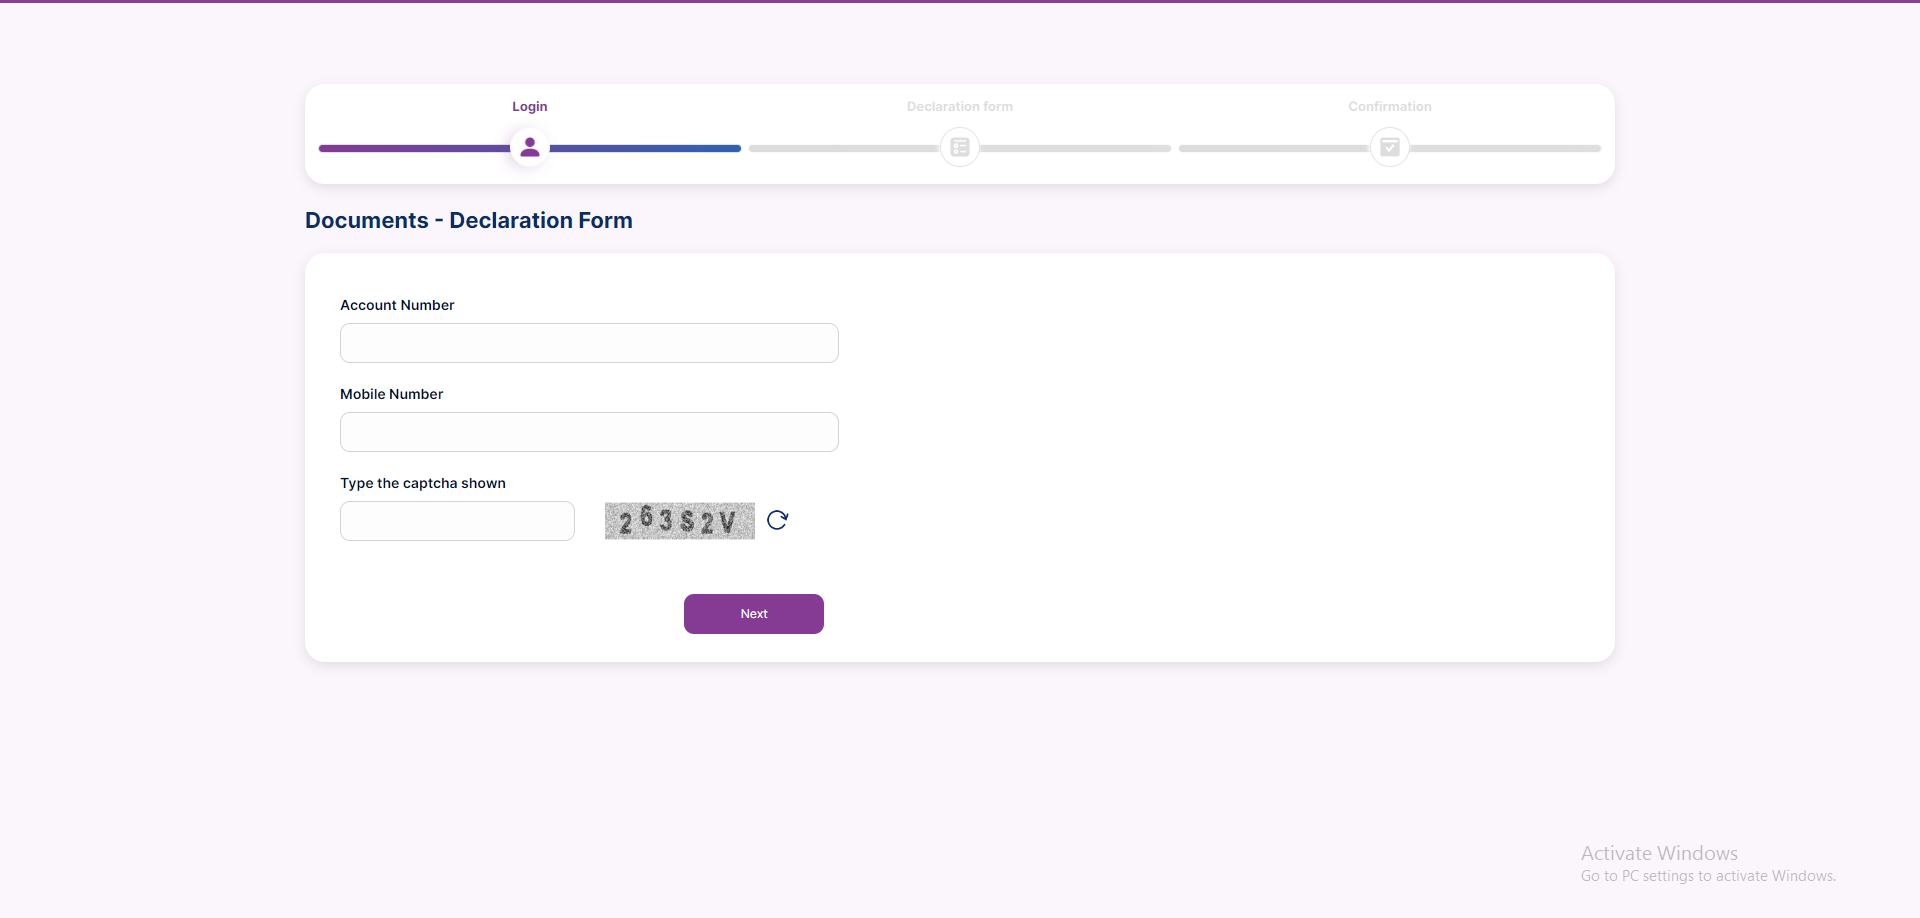 Login
Declaration form
Confirmation
Documents - Declaration Form
Account Number
Mobile Number
Type the captcha shown
263S2V
Next
Activate Windows
Go to PC settings to activate Windows.